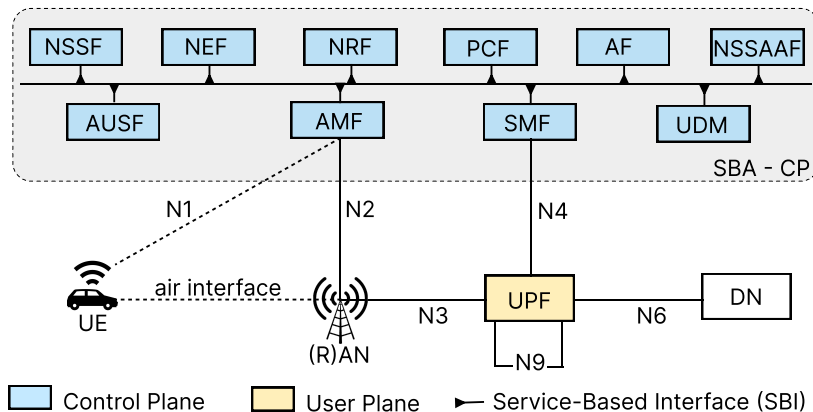 NSSF NEF NRF PCF AF NSSAAF
AUSF AMF SMF UDM
SBA - CP
N1 N2 N4
air interface
UE (R)AN N3 UPF N6 DN
N9
Control Plane User Plane Service-Based Interface (SBI)